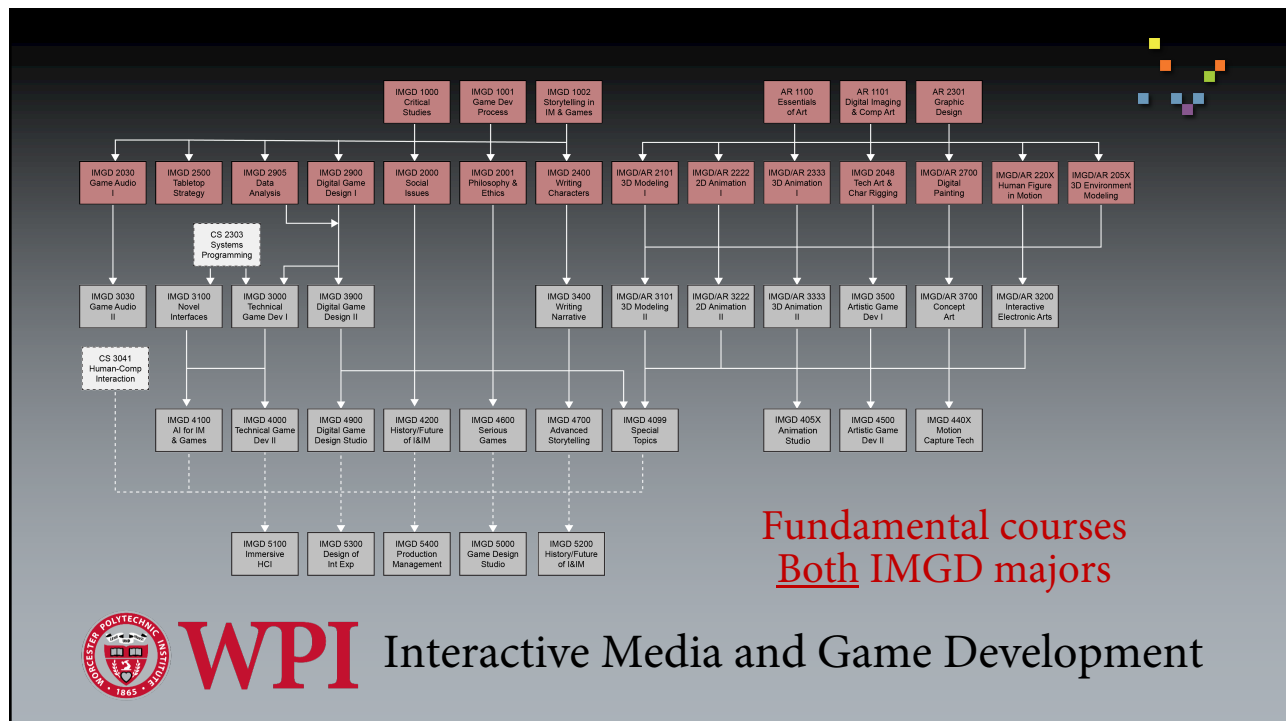 IMGD 1000
Critical
Studies
IMGD 1001
Game Dev
Process
IMGD 1002
Storytelling in
IM & Games
AR 1100
Essentials
of Art
AR 1101
Digital Imaging
& Comp Art
AR 2301
Graphic
Design
IMGD 2030
Game Audio
I
IMGD 2500
Tabletop
Strategy
IMGD 2905
Data
Analysis
IMGD 2900
Digital Game
Design I
IMGD 2000
Social
Issues
IMGD 2001
Philosophy &
Ethics
IMGD 2400
Writing
Characters
IMGD/AR 2101
3D Modeling
I
IMGD/AR 2222
2D Animation
I
IMGD/AR 2333
3D Animation
I
IMGD 2048
Tech Art &
Char Rigging
IMGD/AR 2700
Digital
Painting
IMGD/AR 220X
Human Figure
in Motion
IMGD/AR 205X
3D Environment
Modeling
CS 2303
Systems
Programming
IMGD 3030
Game Audio
II
IMGD 3100
Novel
Interfaces
IMGD 3000
Technical
Game Dev I
IMGD 3900
Digital Game
Design II
IMGD 3400
Writing
Narrative
IMGD/AR 3101
3D Modeling
II
IMGD/AR 3222
2D Animation
II
IMGD/AR 3333
3D Animation
II
IMGD 3500
Artistic Game
Dev I
IMGD/AR 3700
Concept
Art
IMGD/AR 3200
Interactive
Electronic Arts
CS 3041
Human-Comp
Interaction
IMGD 4100
AI for IM
& Games
IMGD 4000
Technical Game
Dev II
IMGD 4900
Digital Game
Design Studio
IMGD 4200
History/Future
of I&IM
IMGD 4600
Serious
Games
IMGD 4700
Advanced
Storytelling
IMGD 4099
Special
Topics
IMGD 405X
Animation
Studio
IMGD 4500
Artistic Game
Dev II
IMGD 440X
Motion
Capture Tech
IMGD 5100
Immersive
HCI
IMGD 5300
Design of
Int Exp
IMGD 5400
Production
Management
IMGD 5000
Game Design
Studio
IMGD 5200
History/Future
of I&IM
Fundamental courses
Both IMGD majors
WORCESTER POLYTECHNIC INSTITUTE
1865
WPI
Interactive Media and Game Development